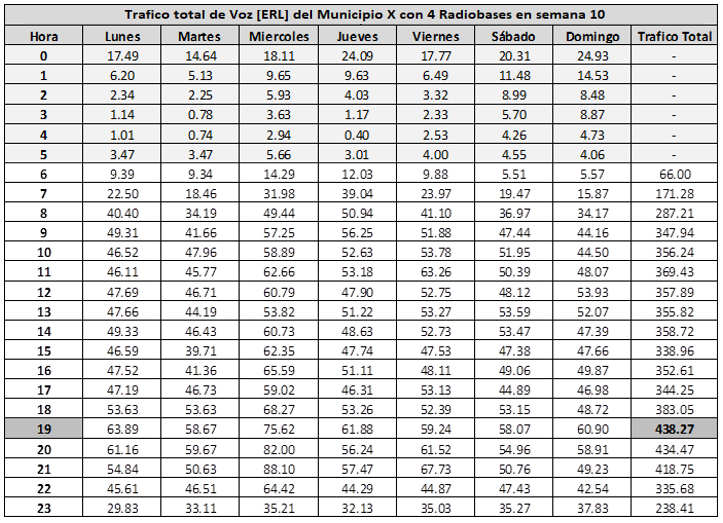 Trafico total de Voz [ERL] del Municipio X con 4 Radiobases en semana 10
Hora Lunes Martes Miercoles Jueves Viernes Sábado Domingo Trafico Total
0 17.49 14.64 18.11 24.09 17.77 20.31 24.93 -
1 6.20 5.13 9.65 9.63 6.49 11.48 14.53 -
2 2.34 2.25 5.93 4.03 3.32 8.99 8.48 -
3 1.14 0.78 3.63 1.17 2.33 5.70 8.87 -
4 1.01 0.74 2.94 0.40 2.53 4.26 4.73 -
5 3.47 3.47 5.66 3.01 4.00 4.55 4.06 -
6 9.39 9.34 14.29 12.03 9.88 5.51 5.57 66.00
7 22.50 18.46 31.98 39.04 23.97 19.47 15.87 171.28
8 40.40 34.19 49.44 50.94 41.10 36.97 34.17 287.21
9 49.31 41.66 57.25 56.25 51.88 47.44 44.16 347.94
10 46.52 47.96 58.89 52.63 53.78 51.95 44.50 356.24
11 46.11 45.77 62.66 53.18 63.26 50.39 48.07 369.43
12 47.69 46.71 60.79 47.90 52.75 48.12 53.93 357.89
13 47.66 44.19 53.82 51.22 53.27 53.59 52.07 355.82
14 49.33 46.43 60.73 48.63 52.73 53.47 47.39 358.72
15 46.59 39.71 62.35 47.74 47.53 47.38 47.66 338.96
16 47.52 41.36 65.59 51.11 48.11 49.06 49.87 352.61
17 47.19 46.73 59.02 46.31 53.13 44.89 46.98 344.25
18 53.63 53.63 68.27 53.26 52.39 53.15 48.72 383.05
19 63.89 58.67 75.62 61.88 59.24 58.07 60.90 438.27
20 61.16 59.67 82.00 56.24 61.52 54.96 58.91 434.47
21 54.84 50.63 88.10 57.47 67.73 50.76 49.23 418.75
22 45.61 46.51 64.42 44.29 44.87 47.43 42.54 335.68
23 29.83 33.11 35.21 32.13 35.03 35.27 37.83 238.41